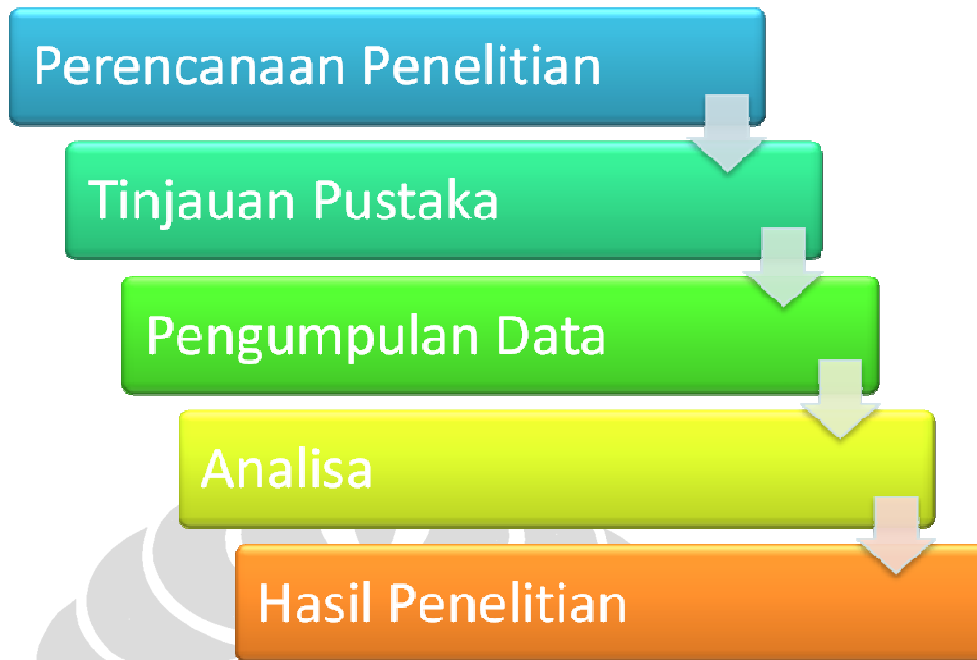 Perencanaan Penelitian
Tinjauan Pustaka
Pengumpulan Data
Analisa
Hasil Penelitian